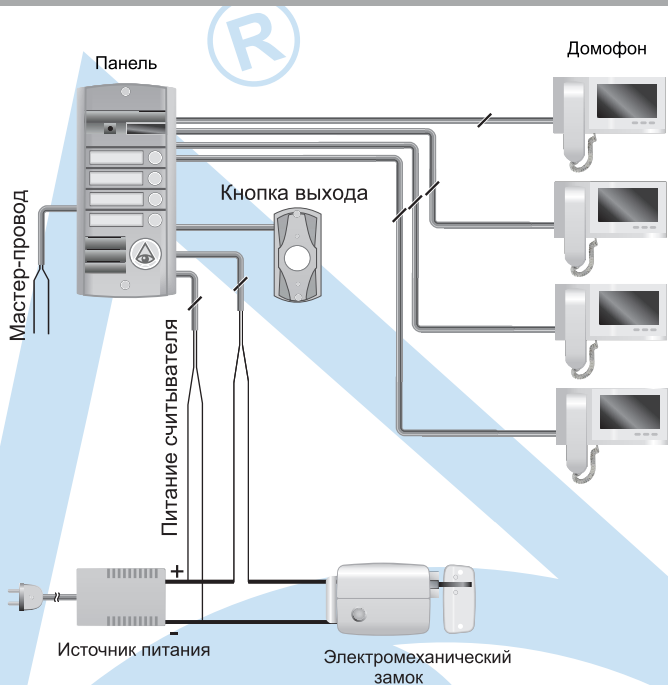 ®
Домофон
Панель
Кнопка выхода
Мастер-провод
Питание считывателя
+
-
Источник питания
Электромеханический
замок